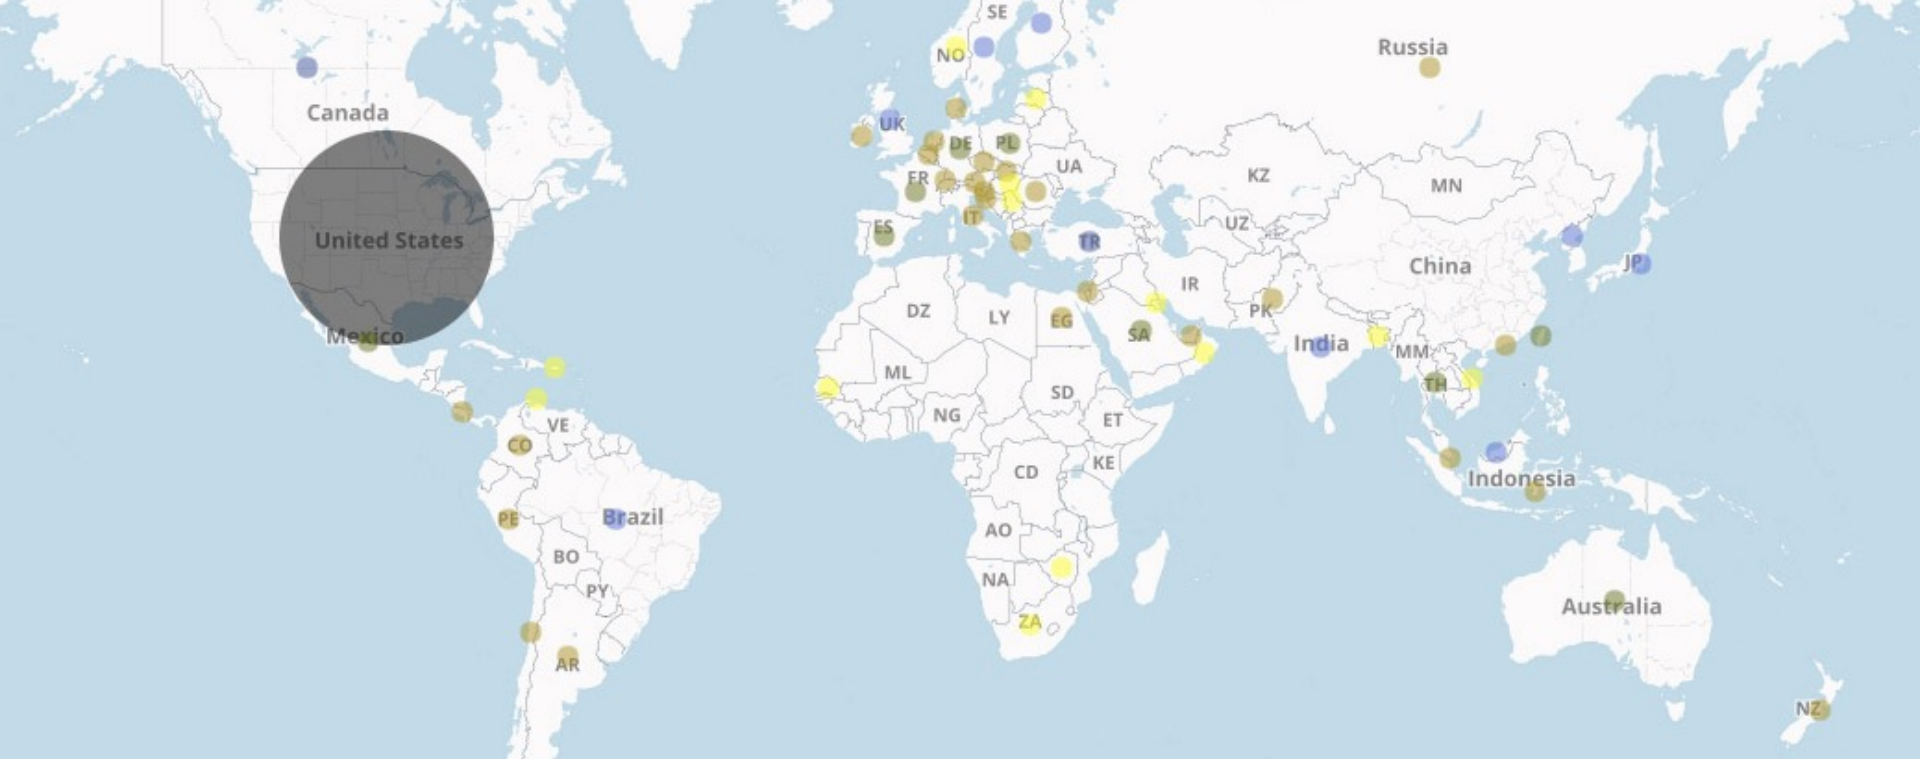 SE
Russia
NO
Canada
UK
DE
PL
UA
FR
KZ
MN
IT
ES
UZ
United States
TR
China
JP
IR
DZ
LY
EG
PK
SA
Mexico
India
MM
ML
TH
SD
NG
ET
VE
CO
CD
KE
Indonesia
PE
Brazil
AO
BO
NA
PY
Australia
ZA
AR
NZ